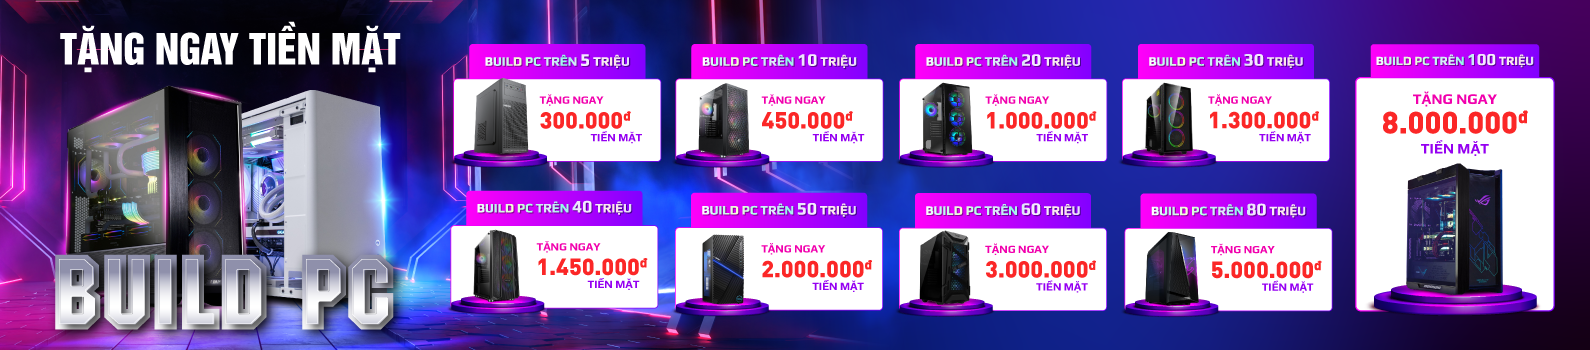 TẶNG NGAY TIỀN MẶT
BUILD PC
BUILD PC TRÊN 5 TRIỆU
TẶNG NGAY
300.000đ
TIỀN MẶT
BUILD PC TRÊN 10 TRIỆU
TẶNG NGAY
450.000đ
TIỀN MẶT
BUILD PC TRÊN 20 TRIỆU
TẶNG NGAY
1.000.000đ
TIỀN MẶT
BUILD PC TRÊN 30 TRIỆU
TẶNG NGAY
1.300.000đ
TIỀN MẶT
BUILD PC TRÊN 40 TRIỆU
TẶNG NGAY
1.450.000đ
TIỀN MẶT
BUILD PC TRÊN 50 TRIỆU
TẶNG NGAY
2.000.000đ
TIỀN MẶT
BUILD PC TRÊN 60 TRIỆU
TẶNG NGAY
3.000.000đ
TIỀN MẶT
BUILD PC TRÊN 80 TRIỆU
TẶNG NGAY
5.000.000đ
TIỀN MẶT
BUILD PC TRÊN 100 TRIỆU
TẶNG NGAY
8.000.000đ
TIỀN MẶT